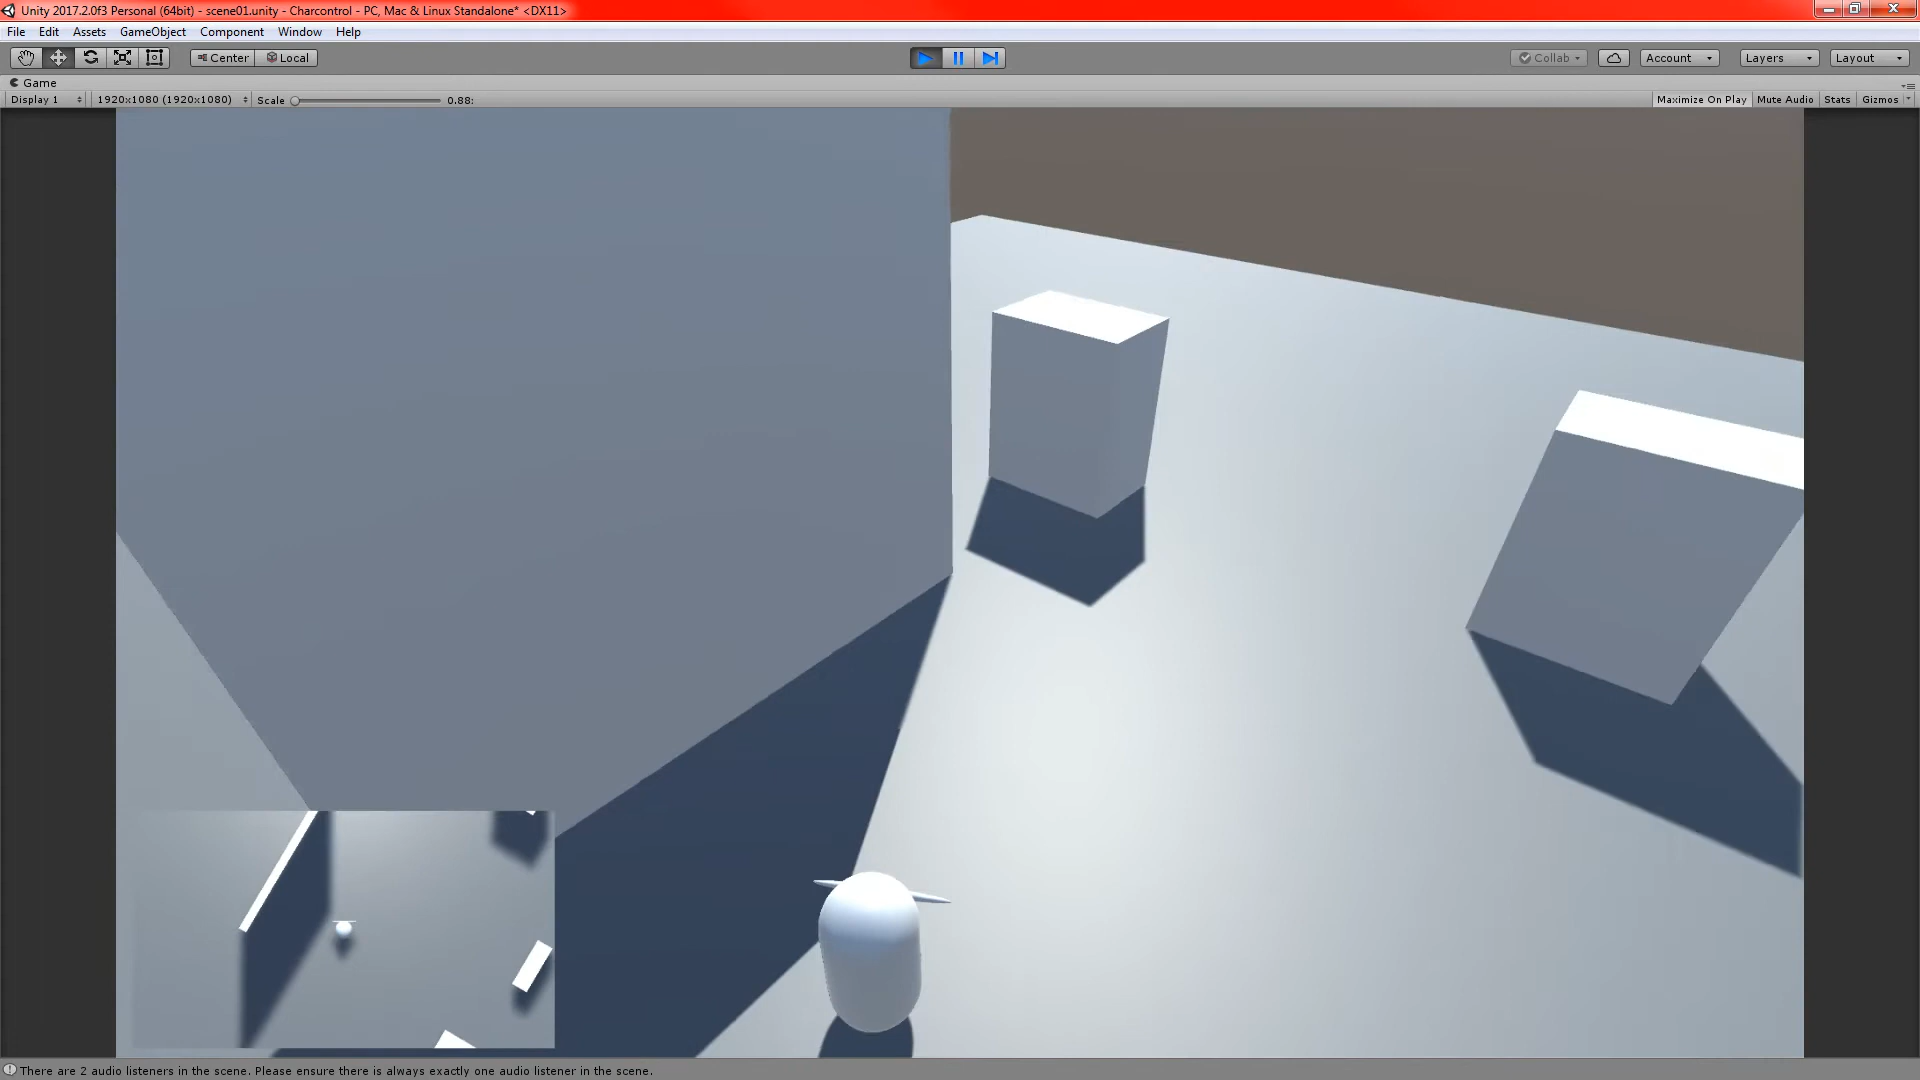 Unity 2017.2.0f3 Personal (64bit) - scene01.unity - Charcontrol - PC, Mac & Linux Standalone* <DX11>
File Edit Assets GameObject Component Window Help
Center Local Collab Account Layers Layout
Game
Display 1 1920x1080 (1920x1080) Scale 0.88: Maximize On Play Mute Audio Stats Gizmos
There are 2 audio listeners in the scene. Please ensure there is always exactly one audio listener in the scene.